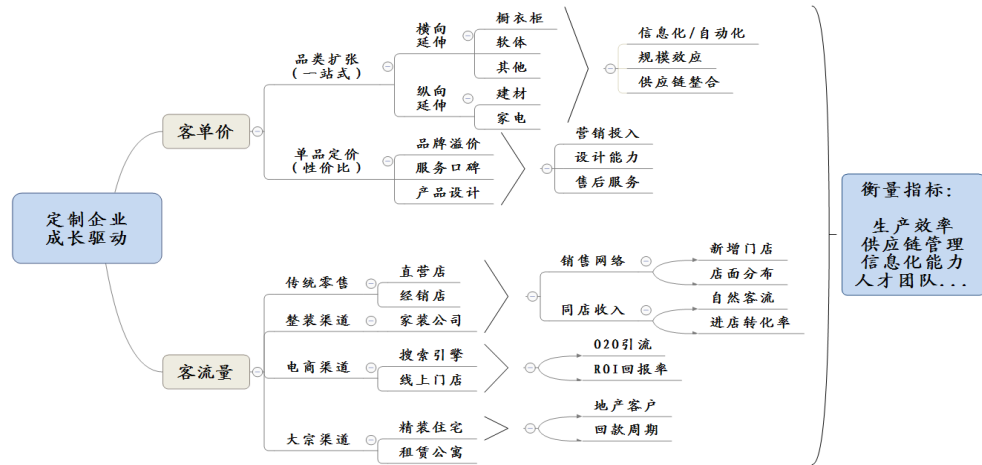 定制企业
成长驱动
客单价
品类扩张
(一站式)
横向
延伸
橱衣柜
软体
其他
纵向
延伸
建材
家电
信息化/自动化
规模效应
供应链整合
单品定价
(性价比)
品牌溢价
服务口碑
产品设计
营销投入
设计能力
售后服务
客流量
传统零售
直营店
经销店
整装渠道
家装公司
销售网络
新增门店
店面分布
同店收入
自然客流
进店转化率
电商渠道
搜索引擎
线上门店
O2O引流
ROI回报率
大宗渠道
精装住宅
租赁公寓
地产客户
回款周期
衡量指标:
生产效率
供应链管理
信息化能力
人才团队...